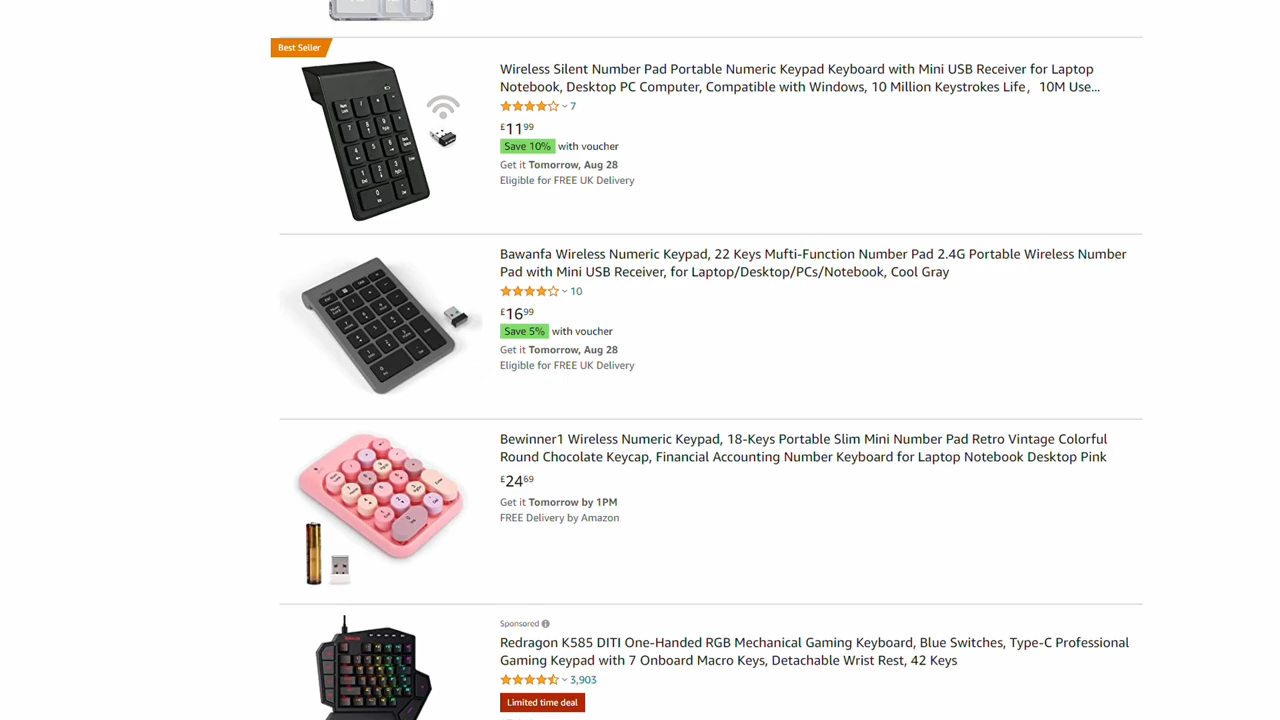 Best Seller
Wireless Silent Number Pad Portable Numeric Keypad Keyboard with Mini USB Receiver for Laptop
Notebook, Desktop PC Computer, Compatible with Windows, 10 Million Keystrokes Life，10M Use...
7
£11.99
Save 10% with voucher
Get it Tomorrow, Aug 28
Eligible for FREE UK Delivery
Bawanfa Wireless Numeric Keypad, 22 Keys Mufti-Function Number Pad 2.4G Portable Wireless Number
Pad with Mini USB Receiver, for Laptop/Desktop/PCs/Notebook, Cool Gray
10
£16.99
Save 5% with voucher
Get it Tomorrow, Aug 28
Eligible for FREE UK Delivery
Bewinner1 Wireless Numeric Keypad, 18-Keys Portable Slim Mini Number Pad Retro Vintage Colorful
Round Chocolate Keycap, Financial Accounting Number Keyboard for Laptop Notebook Desktop Pink
£24.69
Get it Tomorrow by 1PM
FREE Delivery by Amazon
Sponsored
Redragon K585 DITI One-Handed RGB Mechanical Gaming Keyboard, Blue Switches, Type-C Professional
Gaming Keypad with 7 Onboard Macro Keys, Detachable Wrist Rest, 42 Keys
3,903
Limited time deal